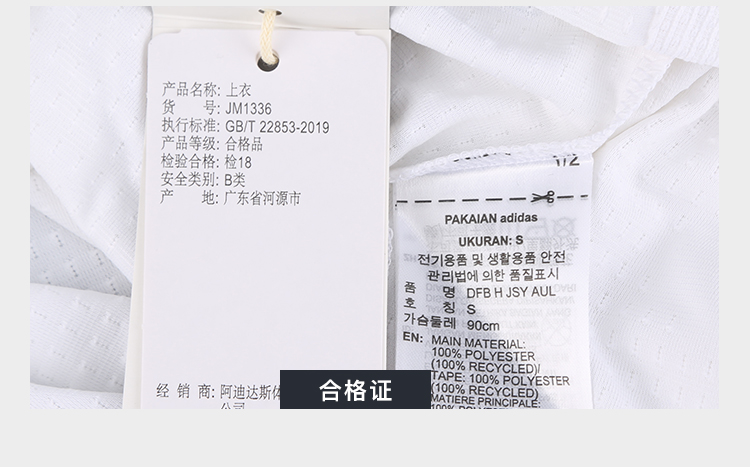 产品名称: 上衣
货 号: JM1336
执行标准: GB/T 22853-2019
产品等级: 合格品
检验合格: 检18
安全类别: B类
产 地: 广东省河源市
经 销 商: 阿迪达斯体
公司
合格证
1/2
PAKAIAN adidas
UKURAN: S
전기용품 및 생활용품 안전
관리법에 의한 품질표시
품 명 DFB H JSY AUL
호 칭 S
가슴둘레 90cm
EN: MAIN MATERIAL:
100% POLYESTER
(100% RECYCLED)/
TAPE: 100% POLYESTER
(100% RECYCLED)
MATIERE PRINCIPALE:
100% POLYESTER